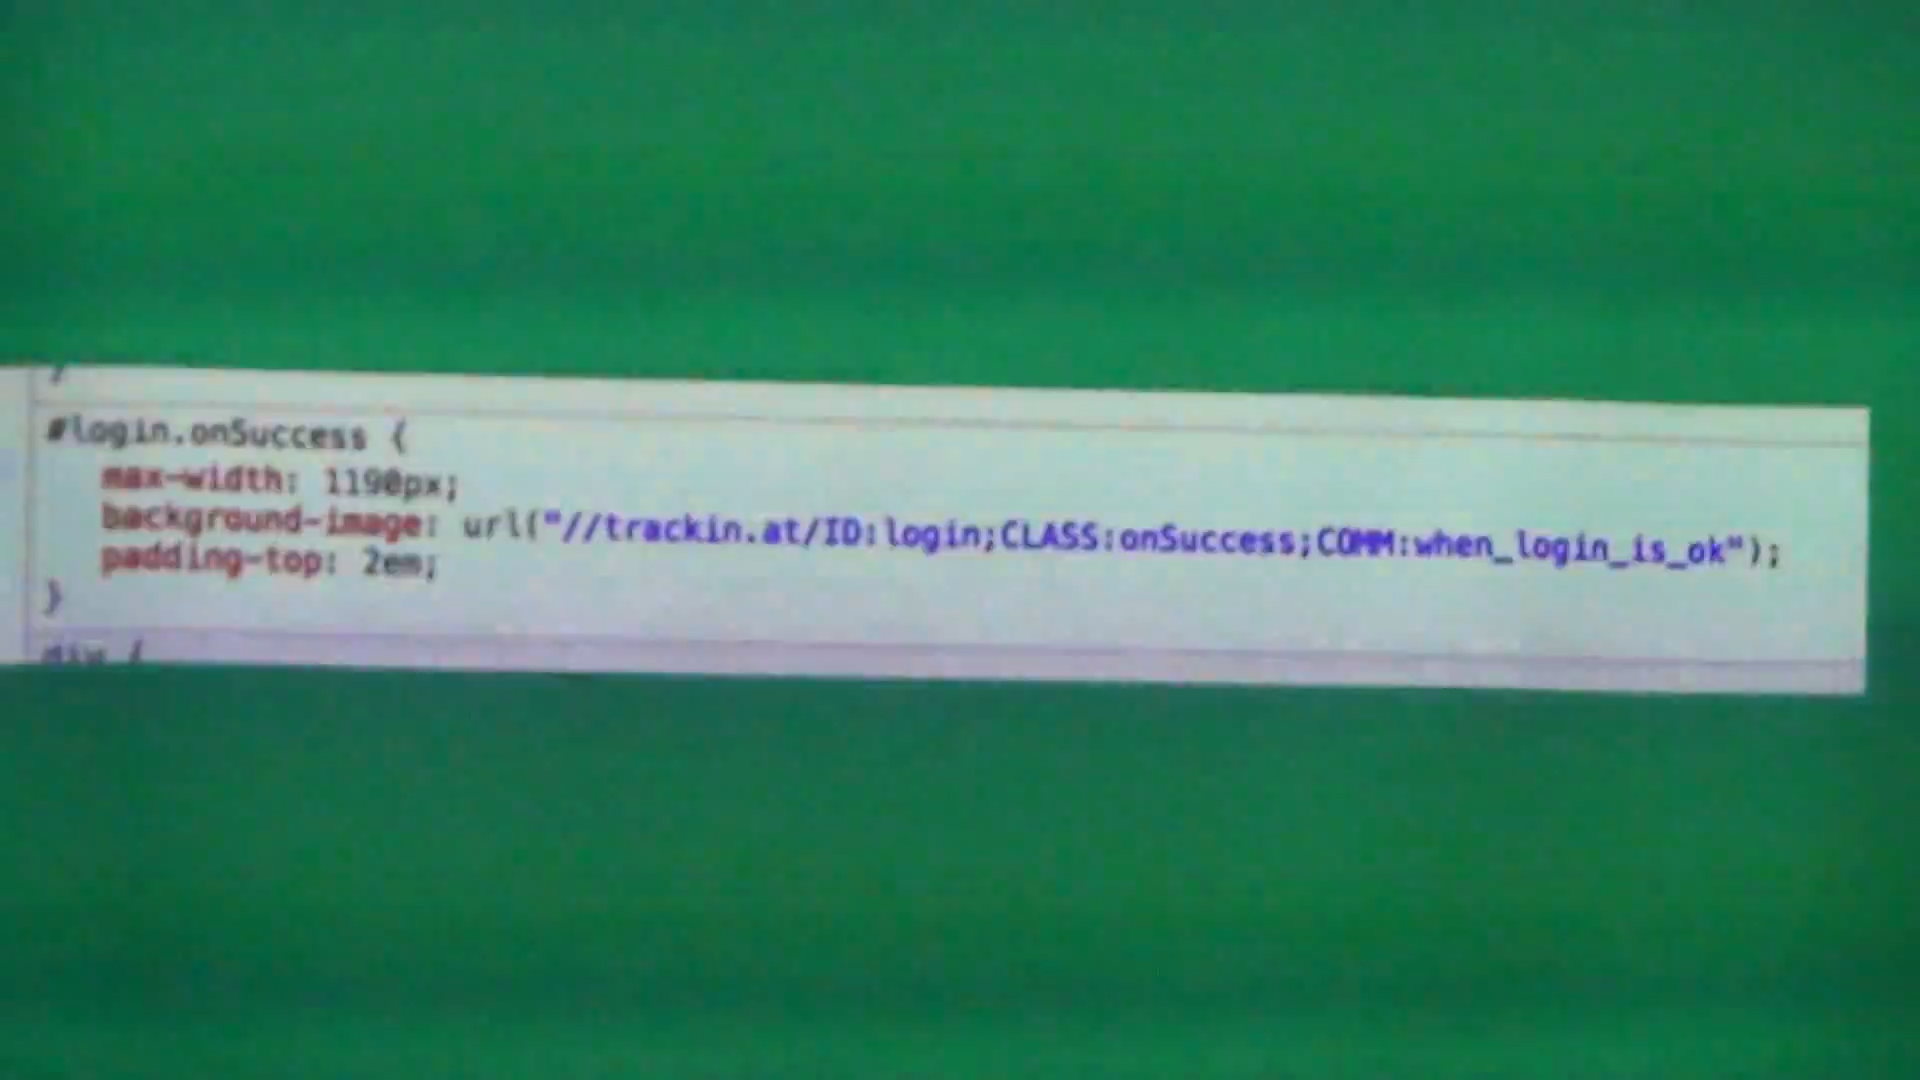 #login.onSuccess {
max-width: 1190px;
background-image: url("//trackin.at/ID:login;CLASS:onSuccess;COMM:when_login_is_ok");
padding-top: 2em;
}
div {